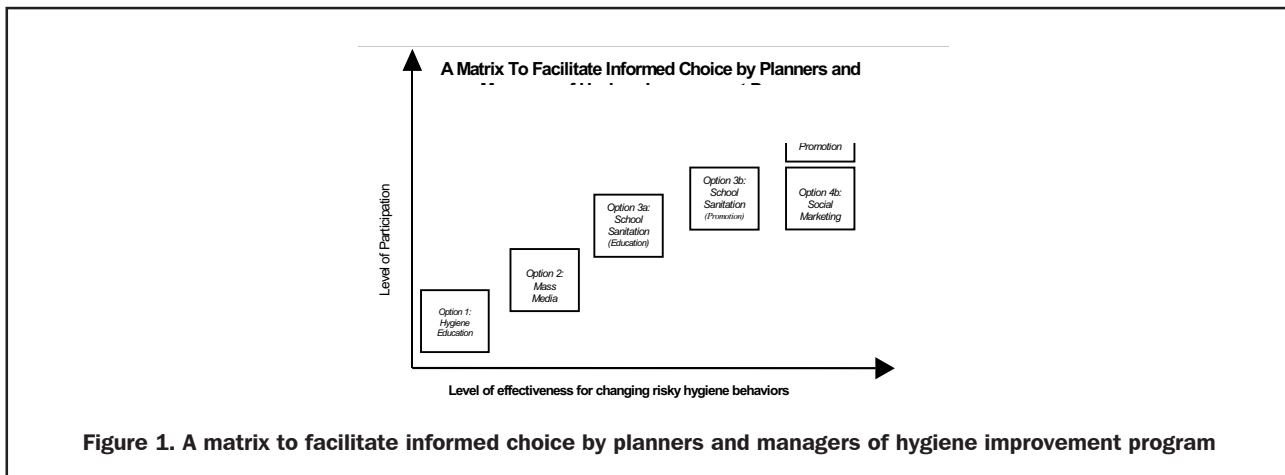 A Matrix To Facilitate Informed Choice by Planners and
Promotion
Option 3b:
School
Sanitation
(Promotion)
Option 4b:
Social
Marketing
Option 3a:
School
Sanitation
(Education)
Option 2:
Mass
Media
Option 1:
Hygiene
Education
Level of Participation
Level of effectiveness for changing risky hygiene behaviors
Figure 1. A matrix to facilitate informed choice by planners and managers of hygiene improvement program